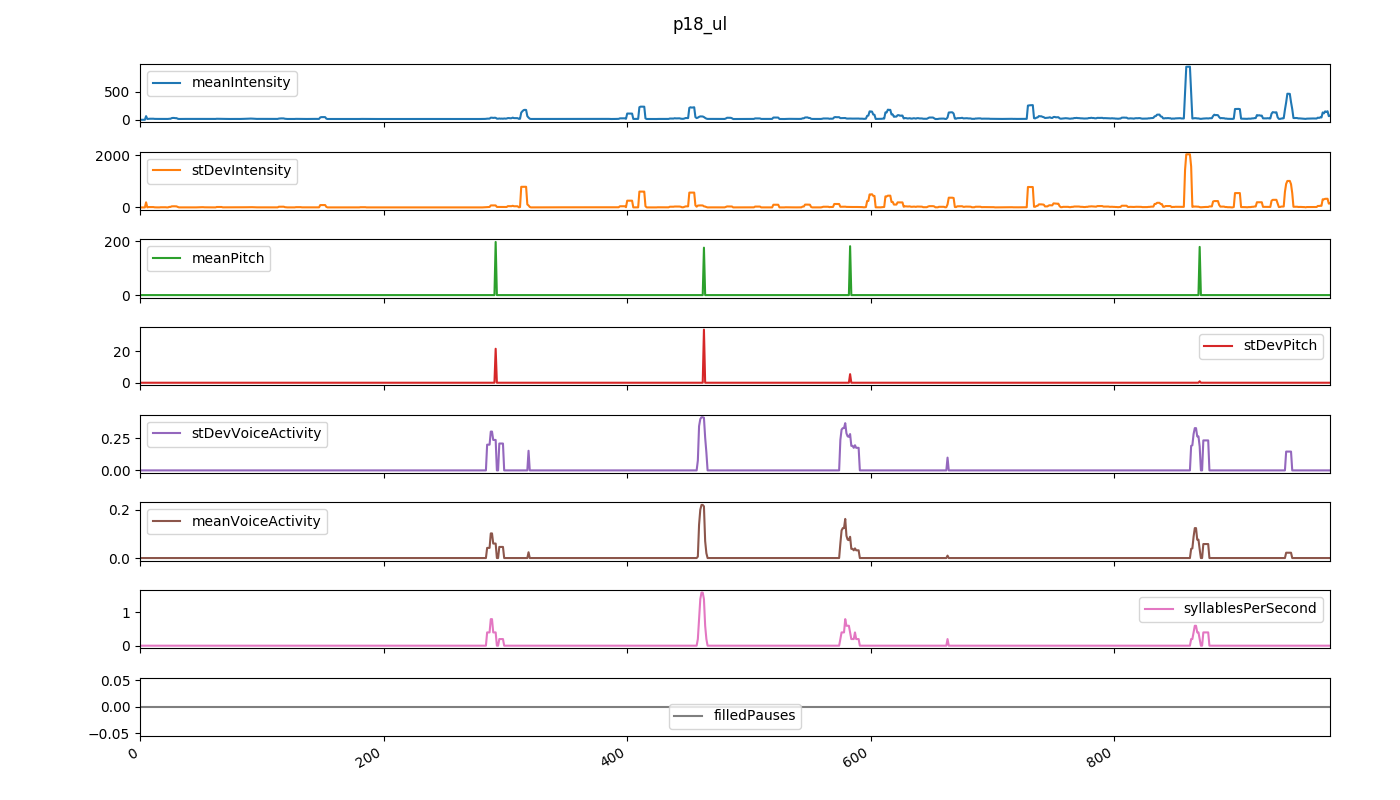 p18_ul
meanIntensity
500
0
stDevIntensity
2000
0
meanPitch
200
0
stDevPitch
20
0
stDevVoiceActivity
0.25
0.00
meanVoiceActivity
0.2
0.0
syllablesPerSecond
1
0
filledPauses
0.05
0.00
−0.05
0 200 400 600 800